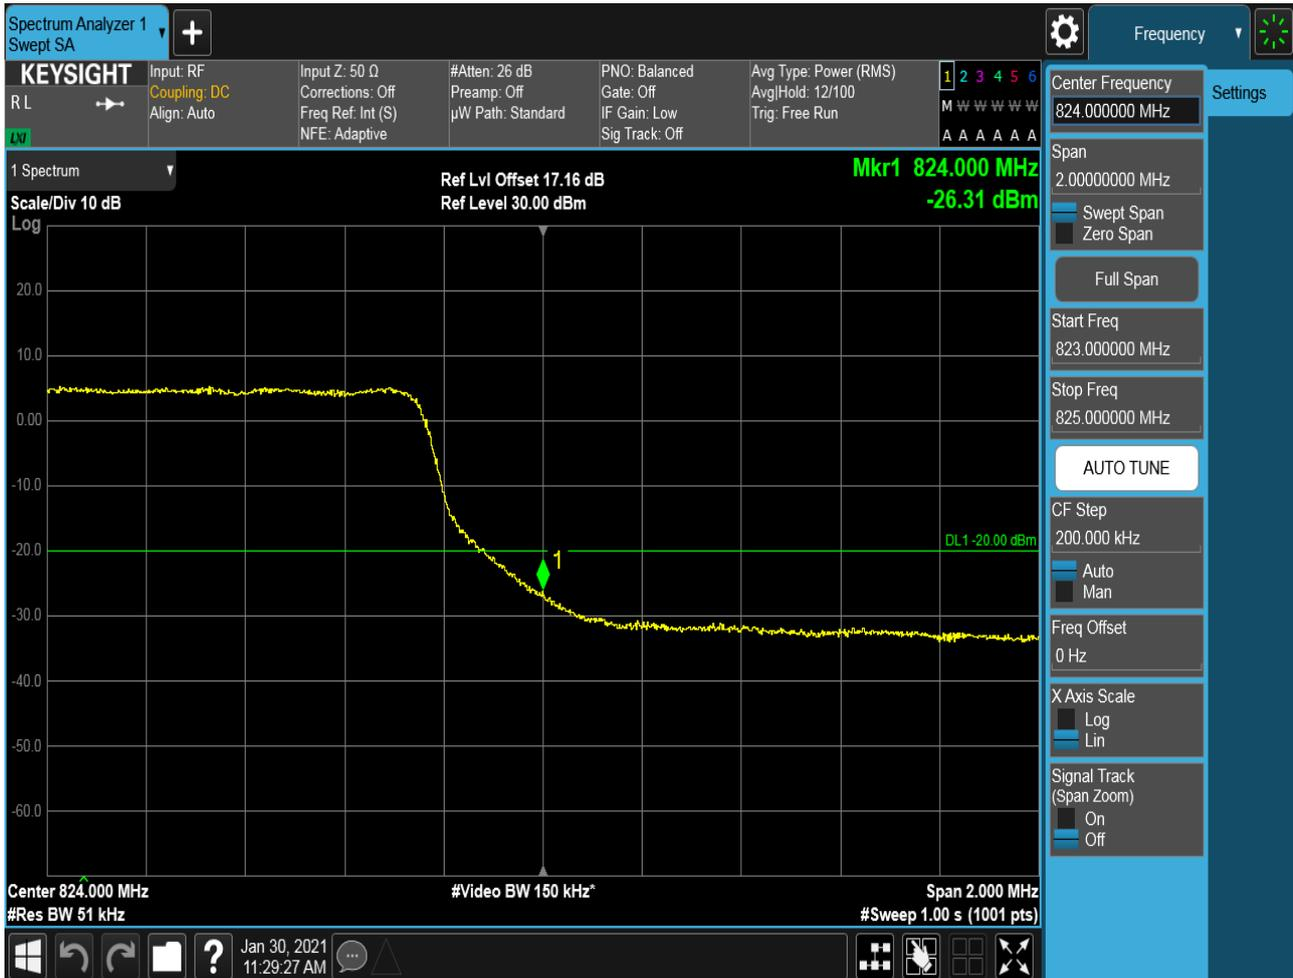 Spectrum Analyzer 1
Swept SA
Frequency
KEYSIGHT
R L
LXI
Input: RF
Coupling: DC
Align: Auto
Input Z: 50 Ω
Corrections: Off
Freq Ref: Int (S)
NFE: Adaptive
#Atten: 26 dB
Preamp: Off
µW Path: Standard
PNO: Balanced
Gate: Off
IF Gain: Low
Sig Track: Off
Avg Type: Power (RMS)
Avg|Hold: 12/100
Trig: Free Run
1 2 3 4 5 6
M W W W W W
A A A A A A
1 Spectrum
Scale/Div 10 dB
Log
Ref Lvl Offset 17.16 dB
Ref Level 30.00 dBm
Mkr1 824.000 MHz
-26.31 dBm
20.0
10.0
0.00
-10.0
-20.0
-30.0
-40.0
-50.0
-60.0
DL1 -20.00 dBm
1
Center 824.000 MHz
#Res BW 51 kHz
#Video BW 150 kHz*
Span 2.000 MHz
#Sweep 1.00 s (1001 pts)
Jan 30, 2021
11:29:27 AM
Center Frequency
824.000000 MHz
Settings
Span
2.00000000 MHz
Swept Span
Zero Span
Full Span
Start Freq
823.000000 MHz
Stop Freq
825.000000 MHz
AUTO TUNE
CF Step
200.000 kHz
Auto
Man
Freq Offset
0 Hz
X Axis Scale
Log
Lin
Signal Track
(Span Zoom)
On
Off